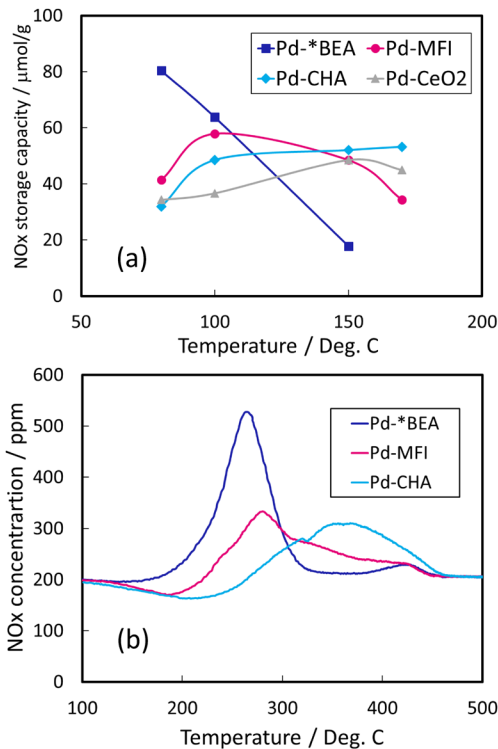 100
80
60
40
20
0
NOx storage capacity / μmol/g
Pd-*BEA Pd-MFI
Pd-CHA Pd-CeO2
(a)
50 100 150 200
Temperature / Deg. C
600
500
400
300
200
100
0
NOx concentrartion / ppm
Pd-*BEA
Pd-MFI
Pd-CHA
(b)
100 200 300 400 500
Temperature / Deg. C